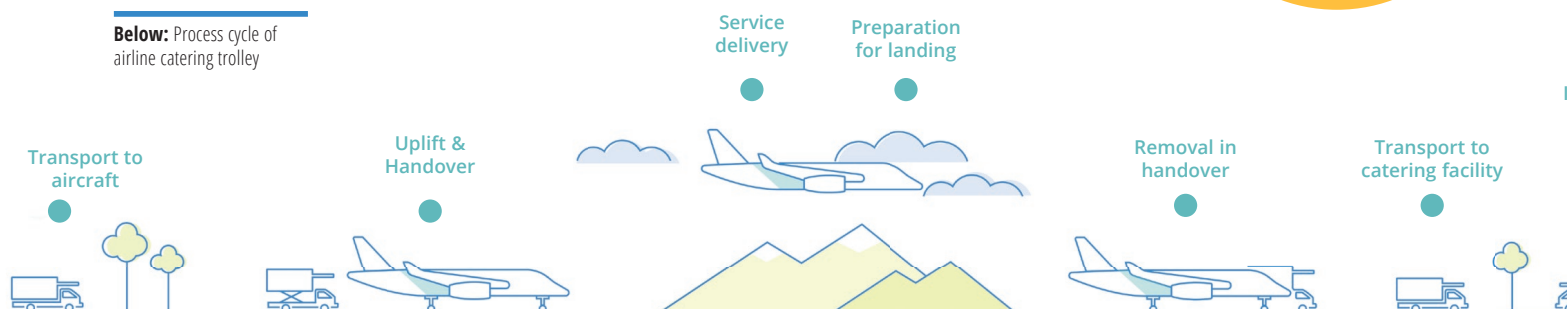 Below: Process cycle of
airline catering trolley
Transport to
aircraft
Uplift &
Handover
Service
delivery
Preparation
for landing
Removal in
handover
Transport to
catering facility